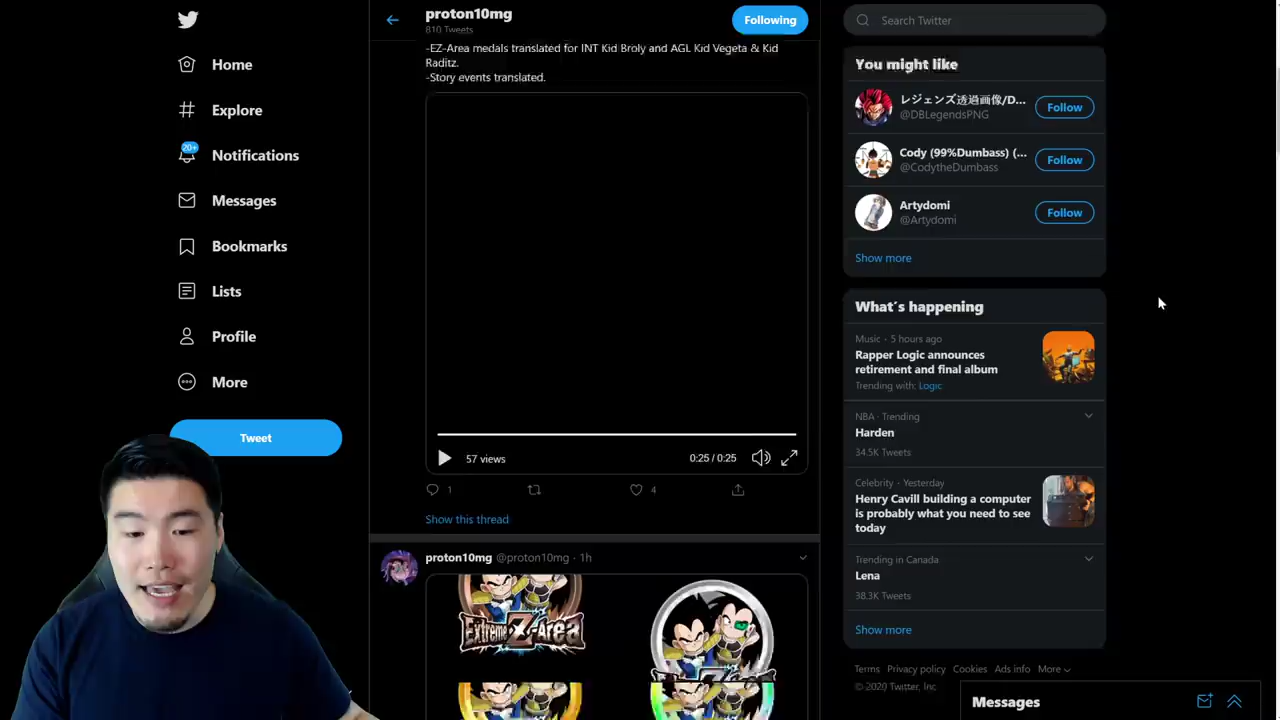 proton10mg
810 Tweets
Following
-EZ-Area medals translated for INT Kid Broly and AGL Kid Vegeta & Kid
Raditz.
-Story events translated.
57 views
0:25 / 0:25
1
4
Show this thread
proton10mg @proton10mg · 1h
Extreme Z-Area
Home
Explore
20+
Notifications
Messages
Bookmarks
Lists
Profile
More
Tweet
Search Twitter
You might like
レジェンズ透過画像/D...
@DBLegendsPNG
Follow
Cody (99%Dumbass) (...
@CodytheDumbass
Follow
Artydomi
@Artydomi
Follow
Show more
What's happening
Music · 5 hours ago
Rapper Logic announces
retirement and final album
Trending with: Logic
NBA · Trending
Harden
34.5K Tweets
Celebrity · Yesterday
Henry Cavill building a computer
is probably what you need to see
today
Trending in Canada
Lena
38.3K Tweets
Show more
Terms Privacy policy Cookies Ads info More
© 2020 Twitter, Inc.
Messages